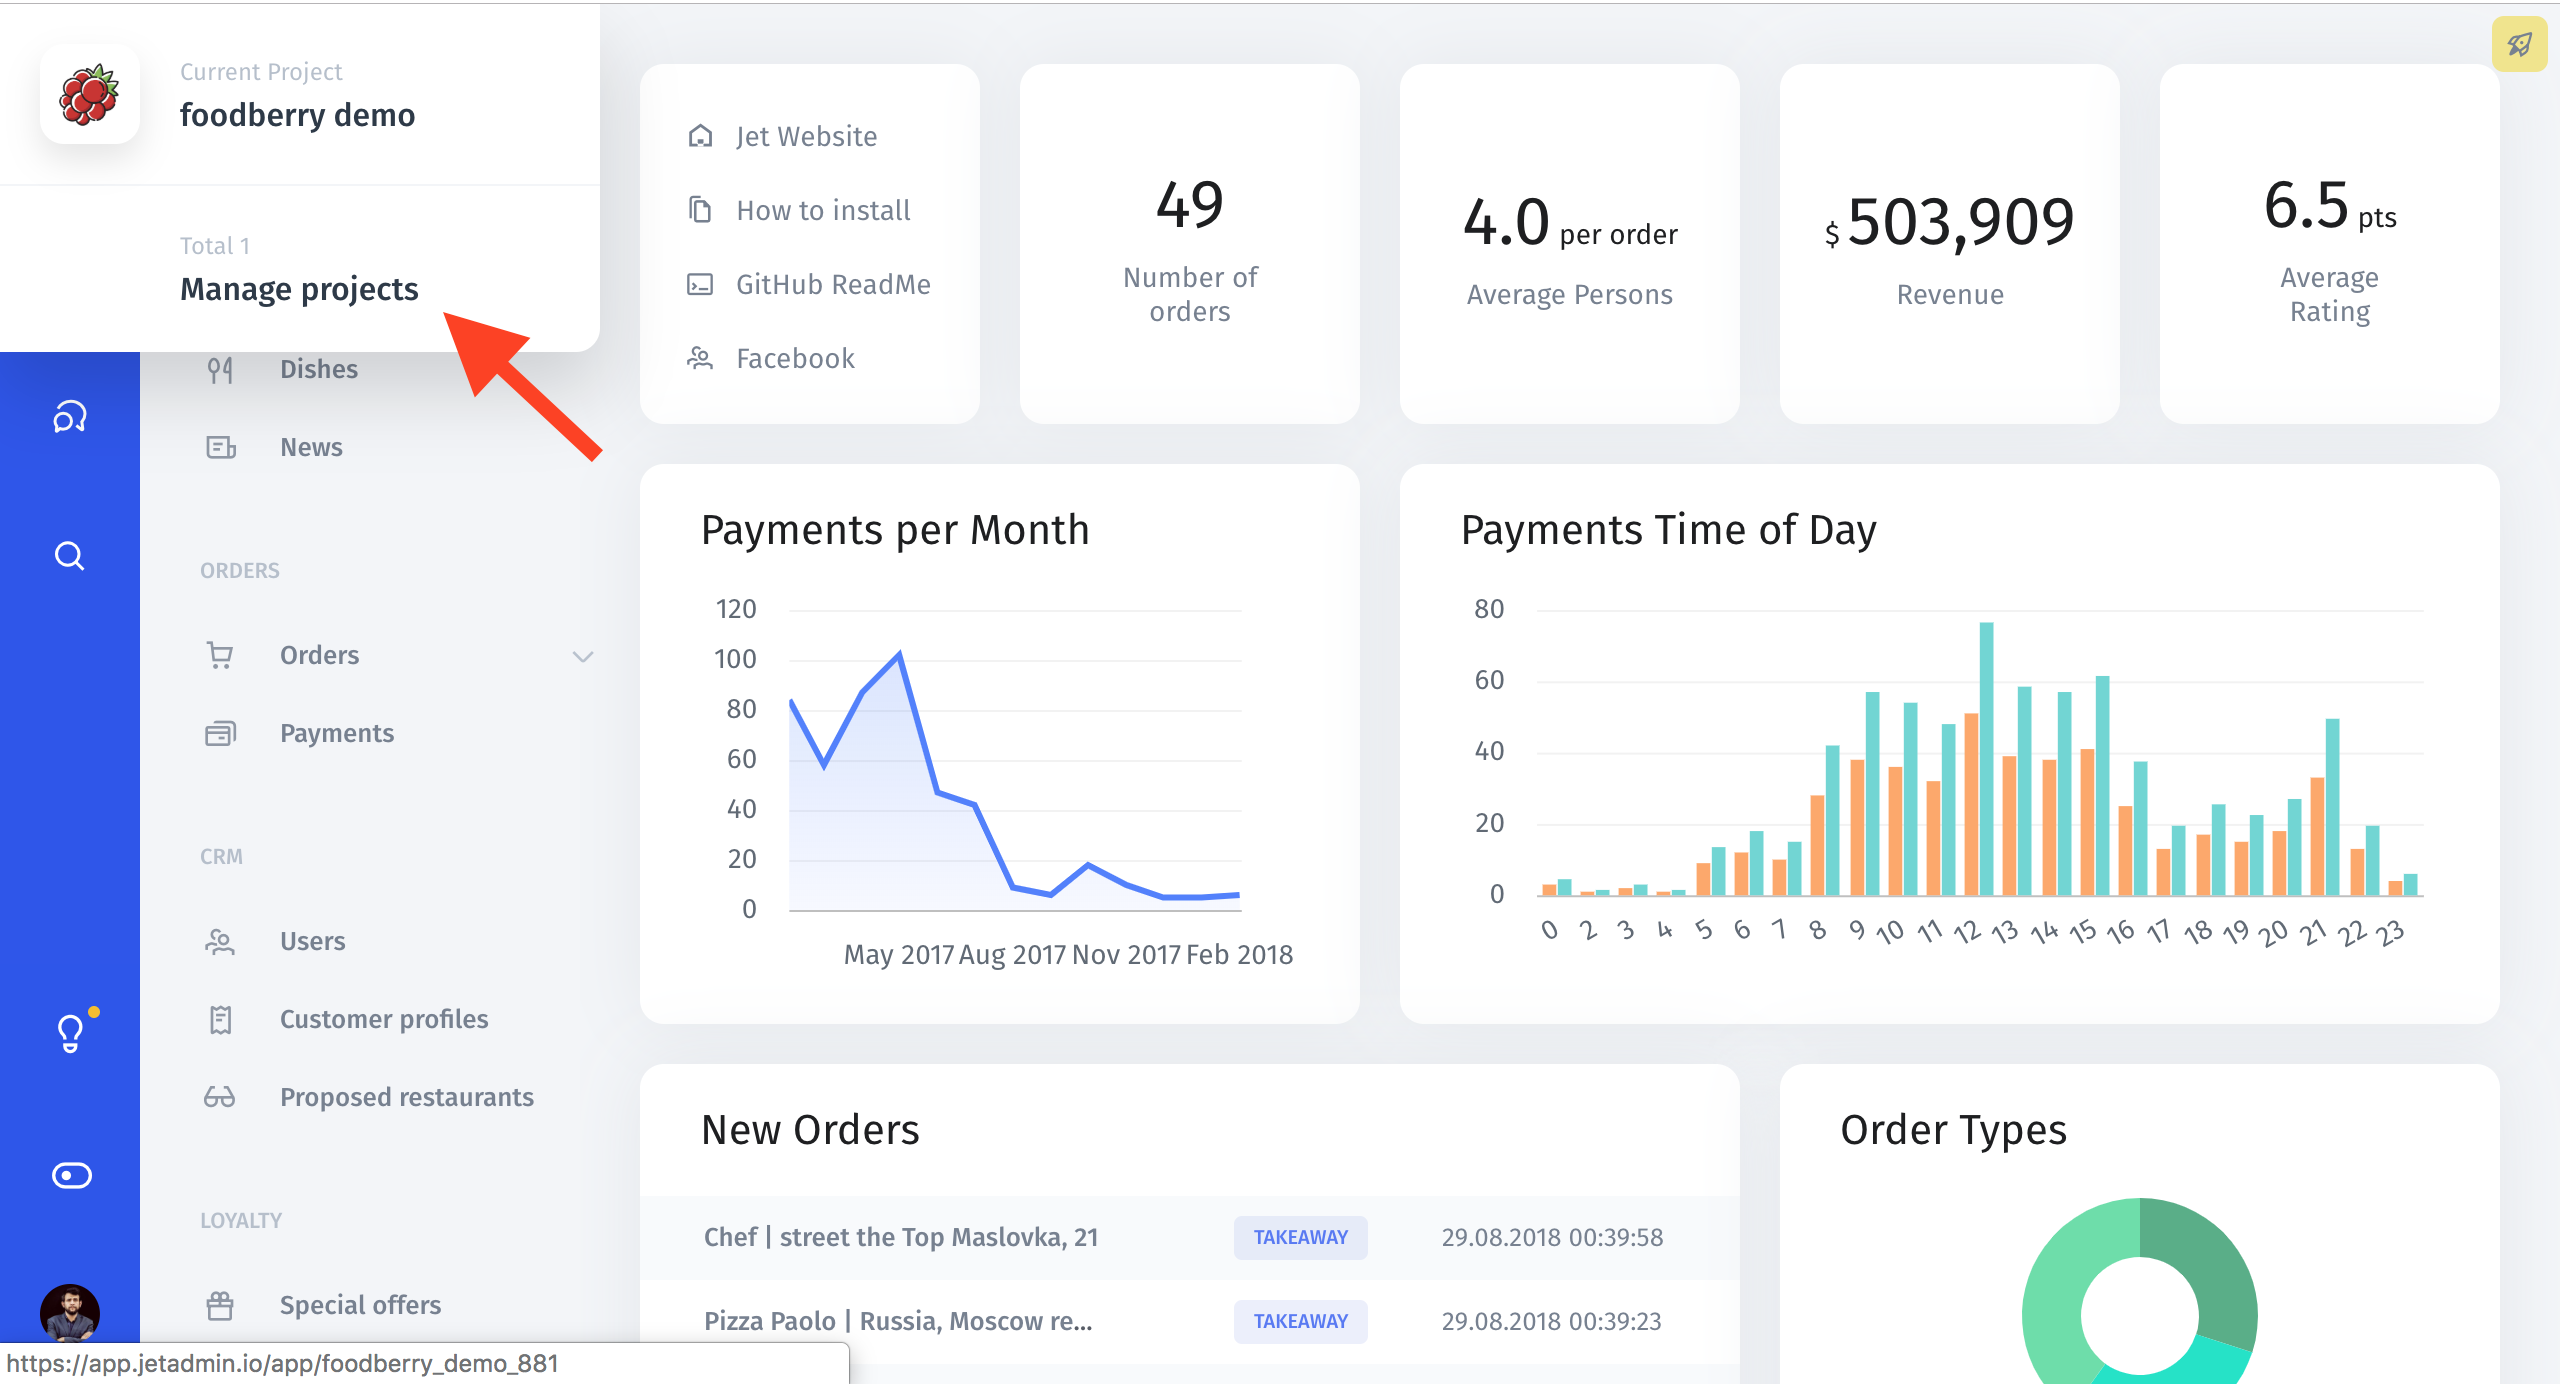 Current Project
foodberry demo
Total 1
Manage projects
Dishes
News
ORDERS
Orders
Payments
CRM
Users
Customer profiles
Proposed restaurants
LOYALTY
Special offers
https://app.jetadmin.io/app/foodberry_demo_881
Jet Website
How to install
GitHub ReadMe
Facebook
49
Number of
orders
4.0 per order
Average Persons
$ 503,909
Revenue
6.5 pts
Average
Rating
Payments per Month
120
100
80
60
40
20
0
May 2017 Aug 2017 Nov 2017 Feb 2018
Payments Time of Day
80
60
40
20
0
0 2 3 4 5 6 7 8 9 10 11 12 13 14 15 16 17 18 19 20 21 22 23
New Orders
Chef | street the Top Maslovka, 21 TAKEAWAY 29.08.2018 00:39:58
Pizza Paolo | Russia, Moscow re... TAKEAWAY 29.08.2018 00:39:23
Order Types